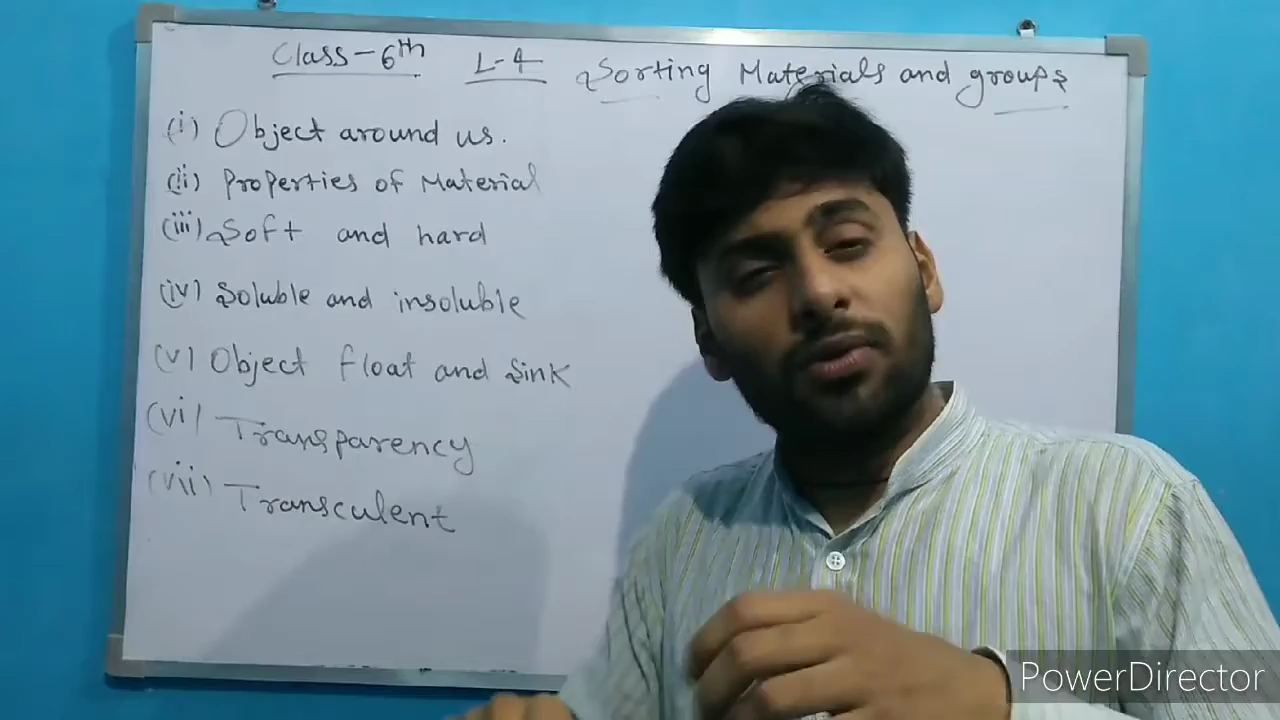 Class-6th L-4 Sorting Materials and groups
(i) Object around us.
(ii) Properties of Material
(iii) Soft and hard
(iv) Soluble and insoluble
(v) Object float and Sink
(vi) Transparency
(vii) Transculent
PowerDirector